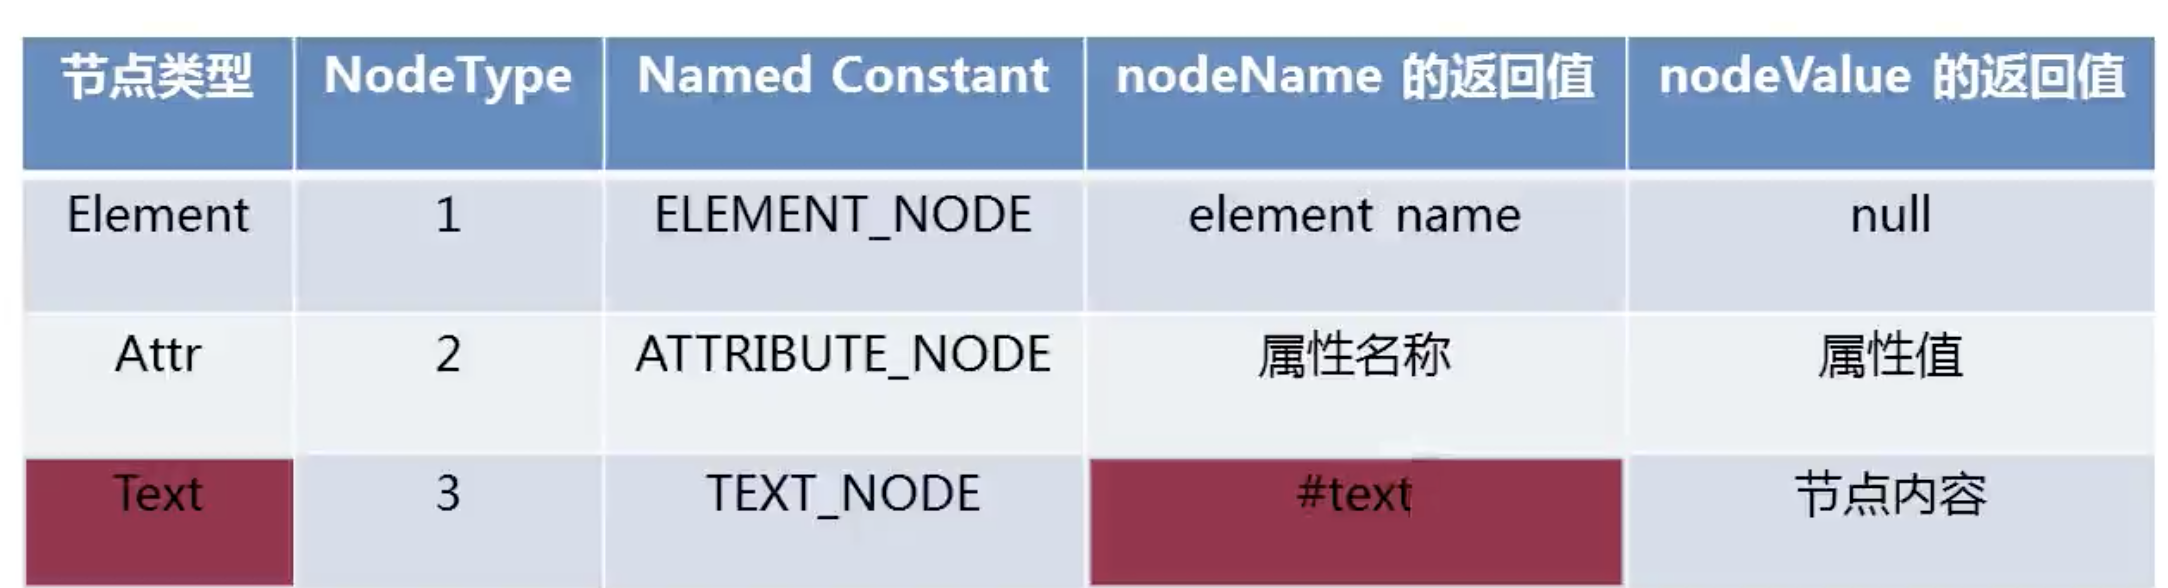 节点类型 NodeType Named Constant nodeName 的返回值 nodeValue 的返回值
Element 1 ELEMENT_NODE element name null
Attr 2 ATTRIBUTE_NODE 属性名称 属性值
Text 3 TEXT_NODE #text 节点内容